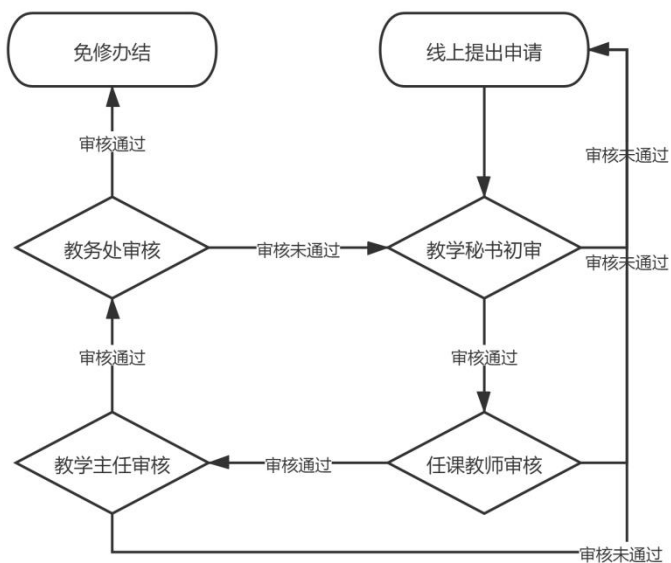 免修办结
线上提出申请
审核通过
审核未通过
教务处审核
审核未通过
教学秘书初审
审核未通过
审核通过
审核通过
教学主任审核
审核通过
任课教师审核
审核未通过